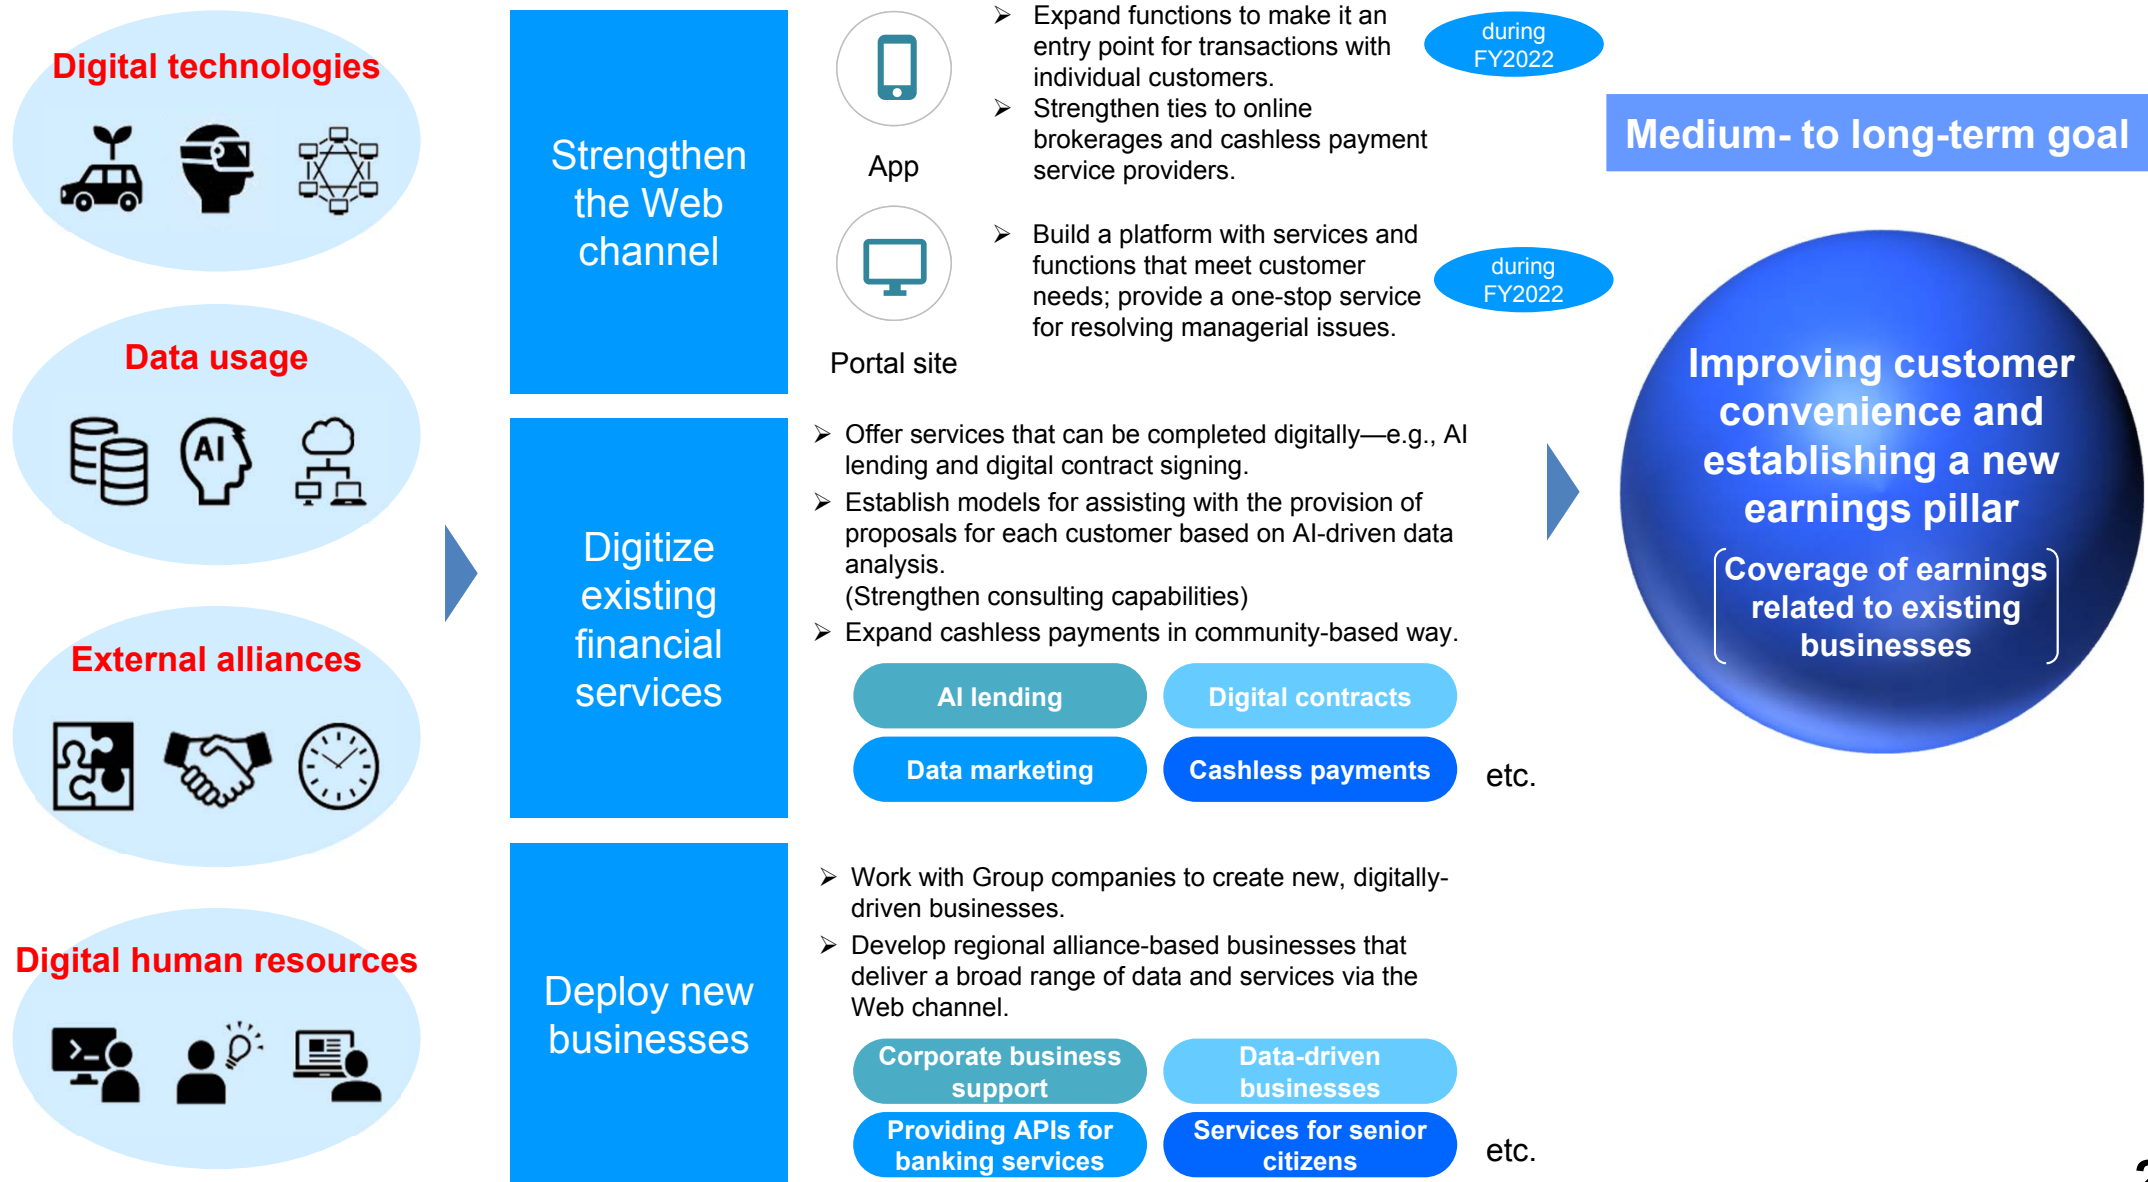 Digital technologies
Data usage
AI
External alliances
Digital human resources
Strengthen
the Web
channel
App
➢ Expand functions to make it an
entry point for transactions with
individual customers.
➢ Strengthen ties to online
brokerages and cashless payment
service providers.
during
FY2022
Portal site
➢ Build a platform with services and
functions that meet customer
needs; provide a one-stop service
for resolving managerial issues.
during
FY2022
Digitize
existing
financial
services
➢ Offer services that can be completed digitally—e.g., AI
lending and digital contract signing.
➢ Establish models for assisting with the provision of
proposals for each customer based on AI-driven data
analysis.
(Strengthen consulting capabilities)
➢ Expand cashless payments in community-based way.
AI lending
Digital contracts
Data marketing
Cashless payments
etc.
Deploy new
businesses
➢ Work with Group companies to create new, digitally-
driven businesses.
➢ Develop regional alliance-based businesses that
deliver a broad range of data and services via the
Web channel.
Corporate business
support
Data-driven
businesses
Providing APIs for
banking services
Services for senior
citizens
etc.
Medium- to long-term goal
Improving customer
convenience and
establishing a new
earnings pillar
Coverage of earnings
related to existing
businesses